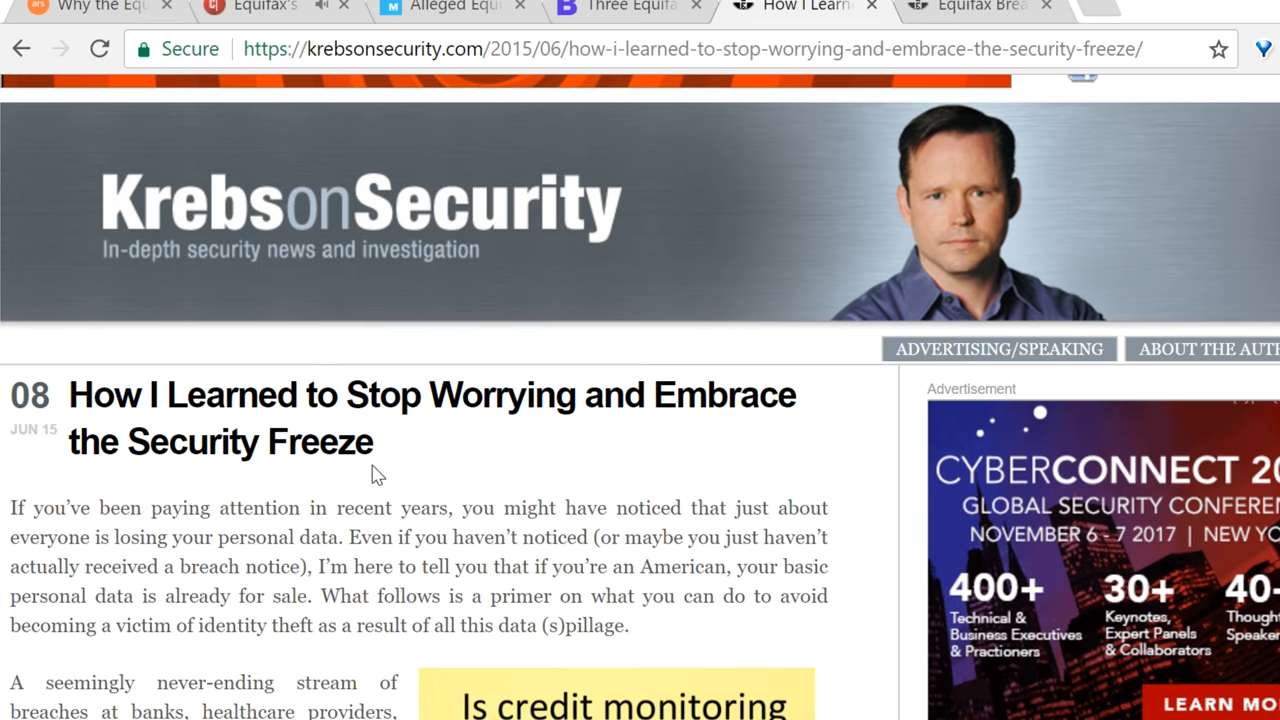 Why the Equ
Equifax's
Alleged Equi
Three Equifa
How I Learn
Equifax Brea
Secure
https://krebsonsecurity.com/2015/06/how-i-learned-to-stop-worrying-and-embrace-the-security-freeze/
KrebsonSecurity
In-depth security news and investigation
ADVERTISING/SPEAKING
ABOUT THE AUT
08
JUN 15
How I Learned to Stop Worrying and Embrace
the Security Freeze
If you've been paying attention in recent years, you might have noticed that just about
everyone is losing your personal data. Even if you haven't noticed (or maybe you just haven't
actually received a breach notice), I'm here to tell you that if you're an American, your basic
personal data is already for sale. What follows is a primer on what you can do to avoid
becoming a victim of identity theft as a result of all this data (s)pillage.
A seemingly never-ending stream of
breaches at banks, healthcare providers,
Is credit monitoring
Advertisement
CYBERCONNECT 20
GLOBAL SECURITY CONFEREN
NOVEMBER 6 - 7 2017 | NEW YO
400+
Technical &
Business Executives
& Practioners
30+
Keynotes,
Expert Panels
& Collaborators
40+
Though
Speaker
LEARN MO